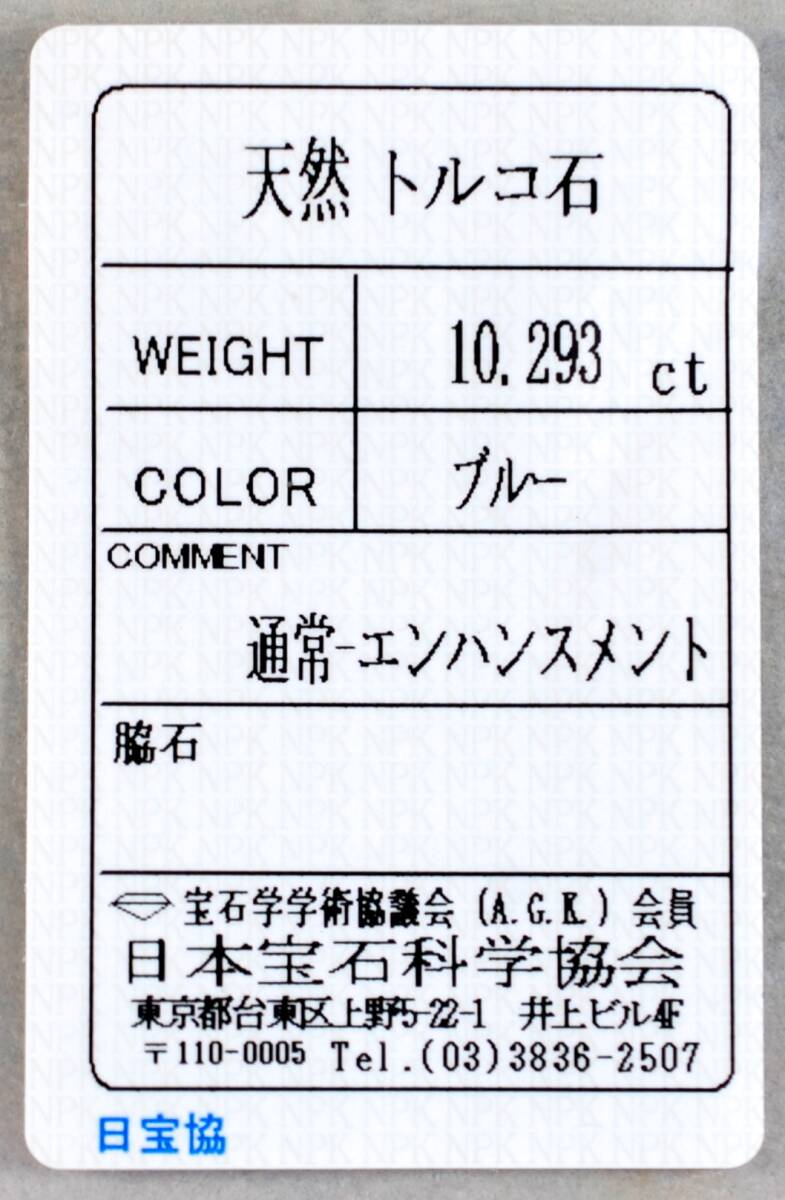 天然 トルコ石
WEIGHT 10.293 ct
COLOR ブルー
COMMENT
通常-エンハンスメント
脇石
宝石学学術協議会 (A.G.K.) 会員
日本宝石科学協会
東京都台東区上野5-22-1 井上ビル4F
〒110-0005 Tel.(03)3836-2507
日宝協